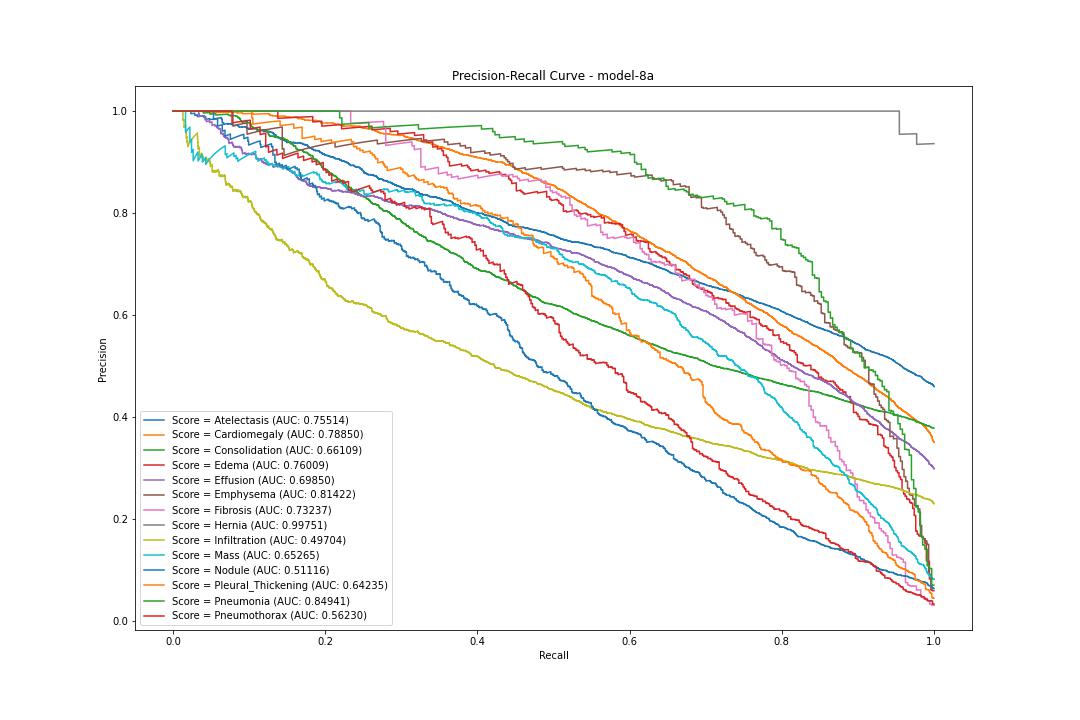 Precision-Recall Curve - model-8a
1.0
0.8
0.6
0.4
0.2
0.0
Precision
Score = Atelectasis (AUC: 0.75514)
Score = Cardiomegaly (AUC: 0.78850)
Score = Consolidation (AUC: 0.66109)
Score = Edema (AUC: 0.76009)
Score = Effusion (AUC: 0.69850)
Score = Emphysema (AUC: 0.81422)
Score = Fibrosis (AUC: 0.73237)
Score = Hernia (AUC: 0.99751)
Score = Infiltration (AUC: 0.49704)
Score = Mass (AUC: 0.65265)
Score = Nodule (AUC: 0.51116)
Score = Pleural_Thickening (AUC: 0.64235)
Score = Pneumonia (AUC: 0.84941)
Score = Pneumothorax (AUC: 0.56230)
0.0 0.2 0.4 0.6 0.8 1.0
Recall